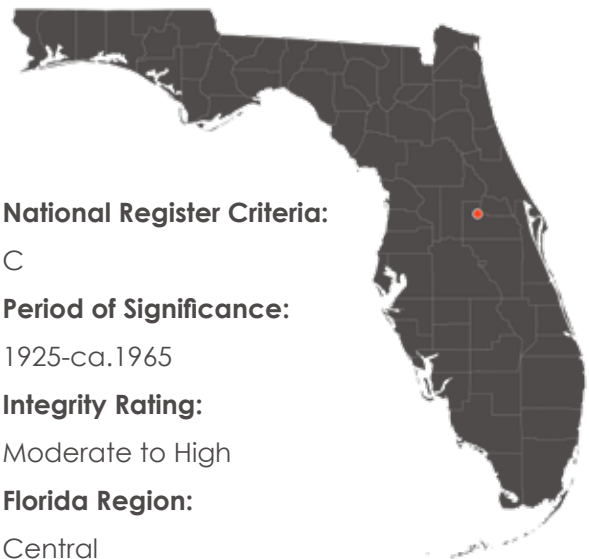 National Register Criteria:
C
Period of Significance:
1925-ca.1965
Integrity Rating:
Moderate to High
Florida Region:
Central